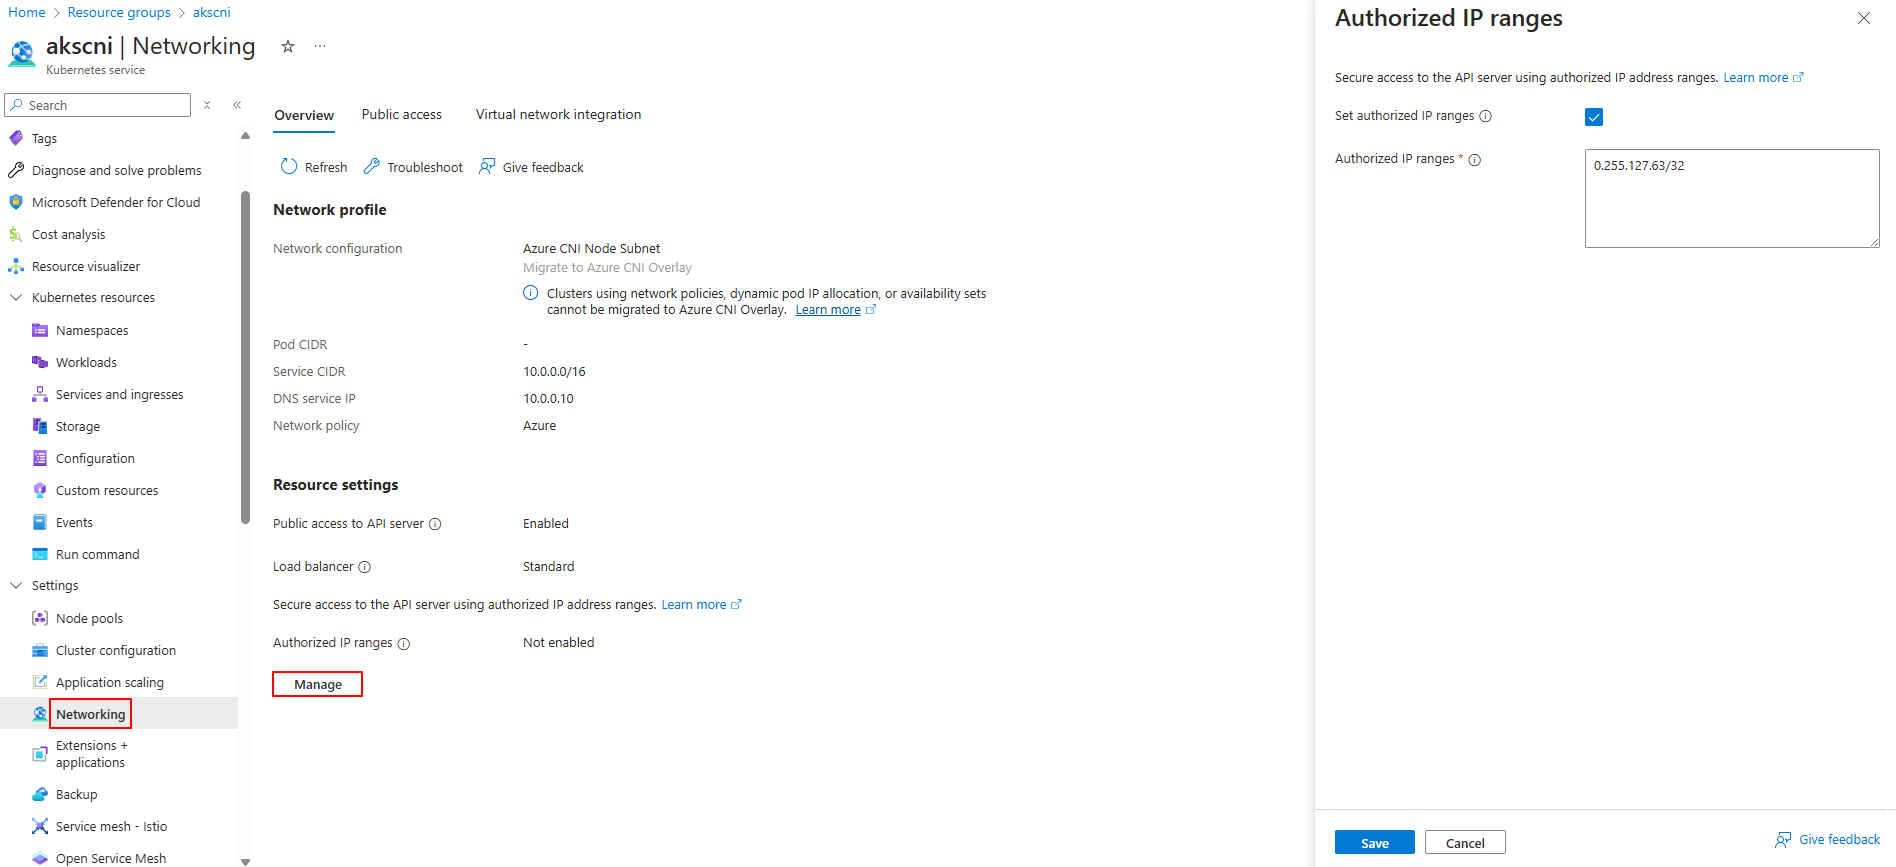 Home > Resource groups > akscni
akscni | Networking
Kubernetes service
Search
Tags
Diagnose and solve problems
Microsoft Defender for Cloud
Cost analysis
Resource visualizer
Kubernetes resources
Namespaces
Workloads
Services and ingresses
Storage
Configuration
Custom resources
Events
Run command
Settings
Node pools
Cluster configuration
Application scaling
Networking
Extensions +
applications
Backup
Service mesh - Istio
Open Service Mesh
Overview Public access Virtual network integration
Refresh Troubleshoot Give feedback
Network profile
Network configuration Azure CNI Node Subnet
Migrate to Azure CNI Overlay
Clusters using network policies, dynamic pod IP allocation, or availability sets
cannot be migrated to Azure CNI Overlay. Learn more
Pod CIDR -
Service CIDR 10.0.0.0/16
DNS service IP 10.0.0.10
Network policy Azure
Resource settings
Public access to API server Enabled
Load balancer Standard
Secure access to the API server using authorized IP address ranges. Learn more
Authorized IP ranges Not enabled
Manage
Authorized IP ranges
Secure access to the API server using authorized IP address ranges. Learn more
Set authorized IP ranges
Authorized IP ranges * 0.255.127.63/32
Save Cancel Give feedback